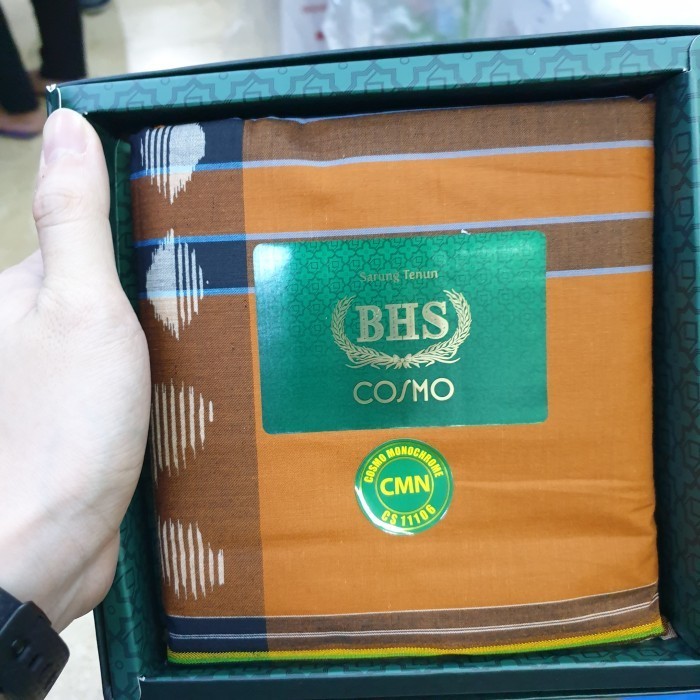 Sarung Tenun
BHS
COSMO
COSMO MONOCHROME
CMN
CS 11106